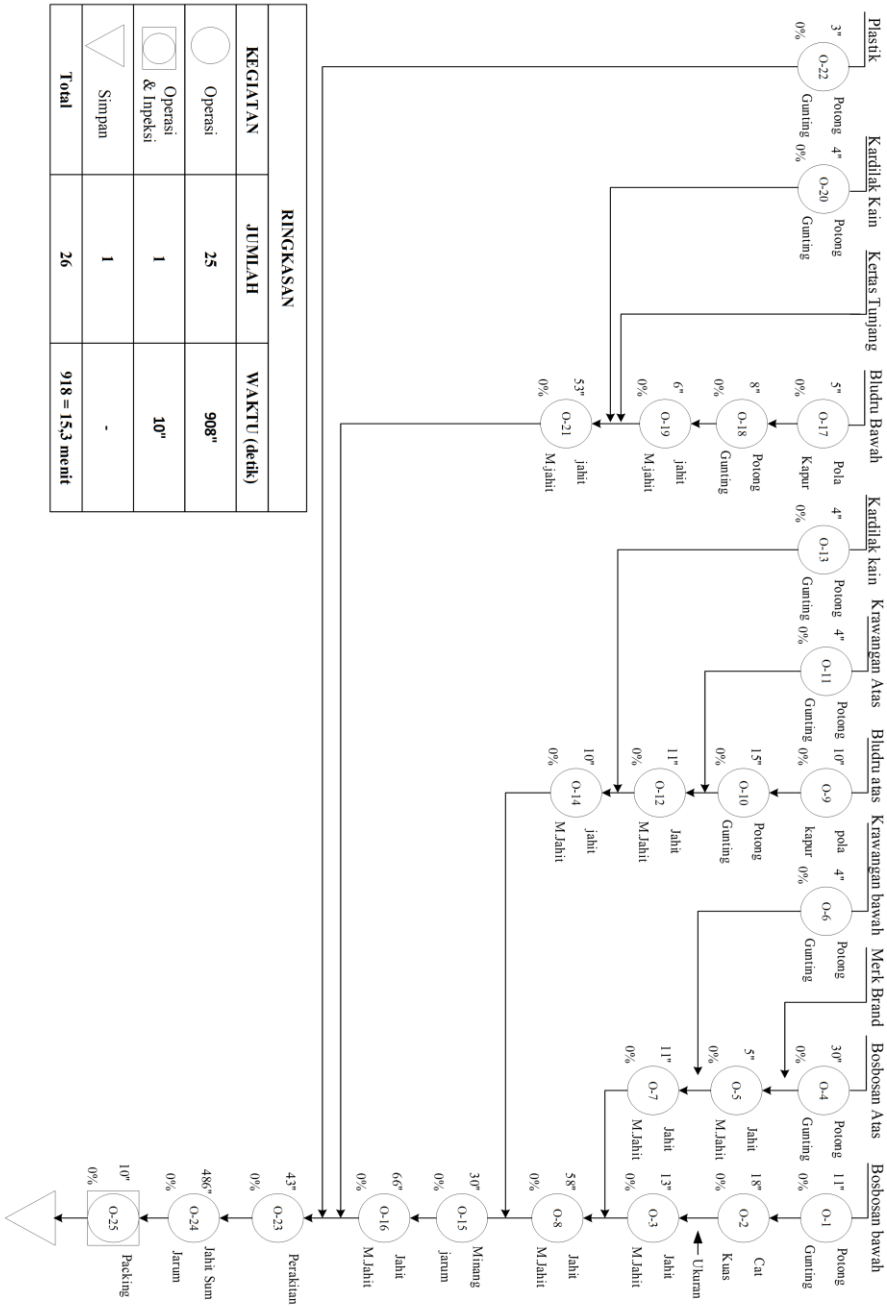 Plastik
3"
0%
O-22
Potong
Gunting
Kardilak Kain
4"
0%
O-20
Potong
Gunting
Kertas Tunjang
Bludru Bawah
5"
0%
O-17
Pola
Kapur
8"
0%
O-18
Potong
Gunting
6"
0%
O-19
jahit
M.jahit
53"
0%
O-21
jahit
M.jahit
Kardilak kain
4"
0%
O-13
Potong
Gunting
Krawangan Atas
4"
0%
O-11
Potong
Gunting
Bludru atas
10"
0%
O-9
pola
kapur
15"
0%
O-10
Potong
Gunting
11"
0%
O-12
Jahit
M.Jahit
10"
0%
O-14
jahit
M.Jahit
Krawangan bawah
4"
0%
O-6
Potong
Gunting
Merk Brand
Bosbosan Atas
30"
0%
O-4
Potong
Gunting
5"
0%
O-5
Jahit
M.Jahit
11"
0%
O-7
Jahit
M.Jahit
Bosbosan bawah
11"
0%
O-1
Potong
Gunting
18"
0%
O-2
Cat
Kuas
Ukuran
13"
0%
O-3
Jahit
M.Jahit
58"
0%
O-8
Jahit
M.Jahit
30"
0%
O-15
Minang
jarum
66"
0%
O-16
Jahit
M.Jahit
43"
0%
O-23
Perakitan
486"
0%
O-24
Jahit Sum
Jarum
10"
0%
O-25
Packing
RINGKASAN
KEGIATAN JUMLAH WAKTU (detik)
Operasi 25 908"
Operasi
& Inpeksi 1 10"
Simpan 1 -
Total 26 918 = 15,3 menit